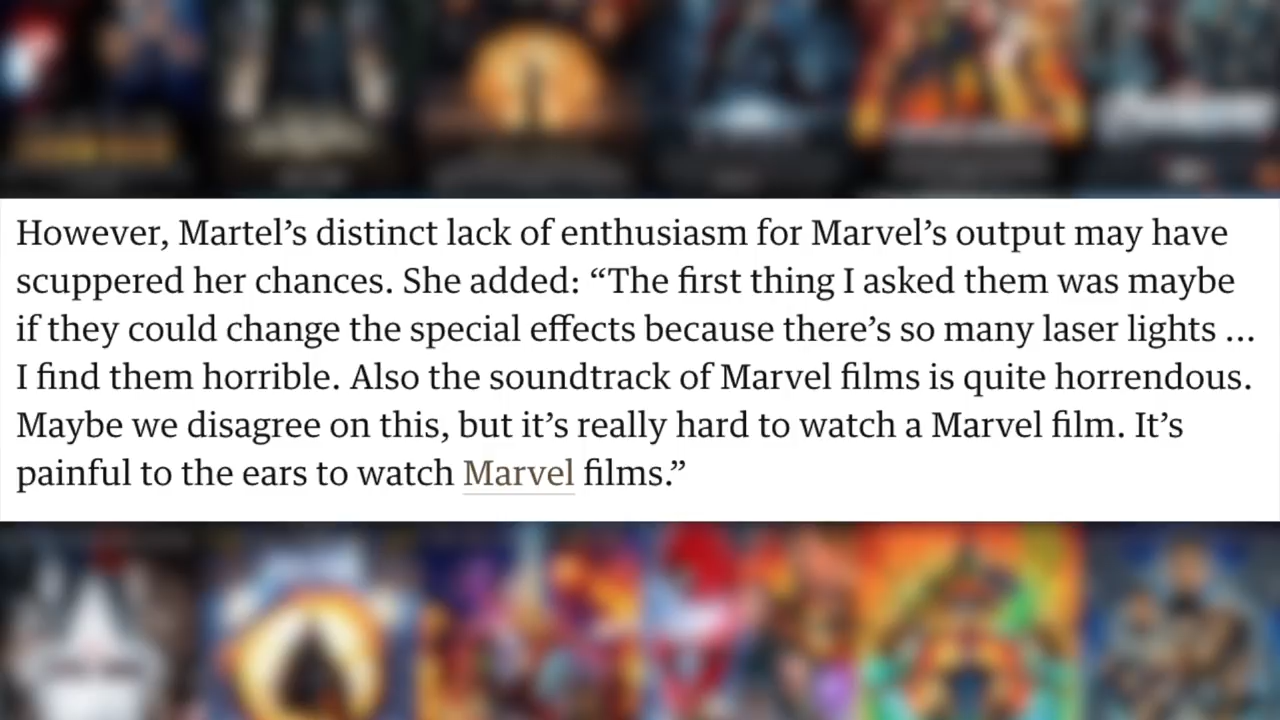 However, Martel’s distinct lack of enthusiasm for Marvel’s output may have
scuppered her chances. She added: “The first thing I asked them was maybe
if they could change the special effects because there’s so many laser lights ...
I find them horrible. Also the soundtrack of Marvel films is quite horrendous.
Maybe we disagree on this, but it’s really hard to watch a Marvel film. It’s
painful to the ears to watch Marvel films.”